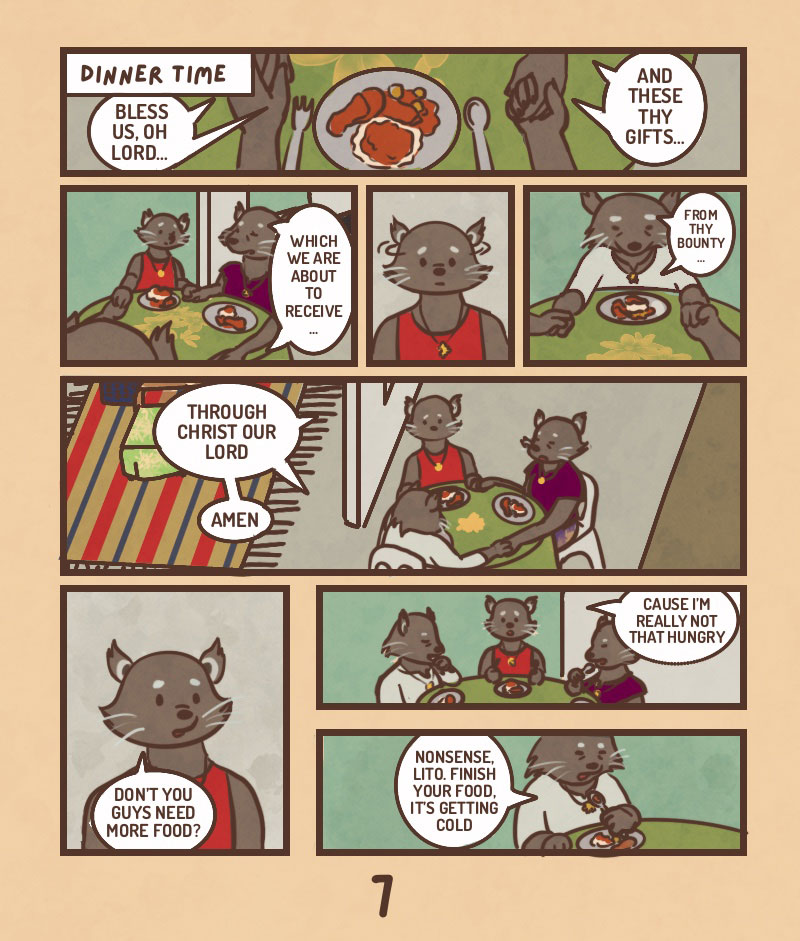 DINNER TIME
BLESS
US, OH
LORD...
AND
THESE
THY
GIFTS...
WHICH
WE ARE
ABOUT
TO
RECEIVE
...
FROM
THY
BOUNTY
...
THROUGH
CHRIST OUR
LORD
AMEN
DON'T YOU
GUYS NEED
MORE FOOD?
CAUSE I'M
REALLY NOT
THAT HUNGRY
NONSENSE,
LITO. FINISH
YOUR FOOD,
IT'S GETTING
COLD
7